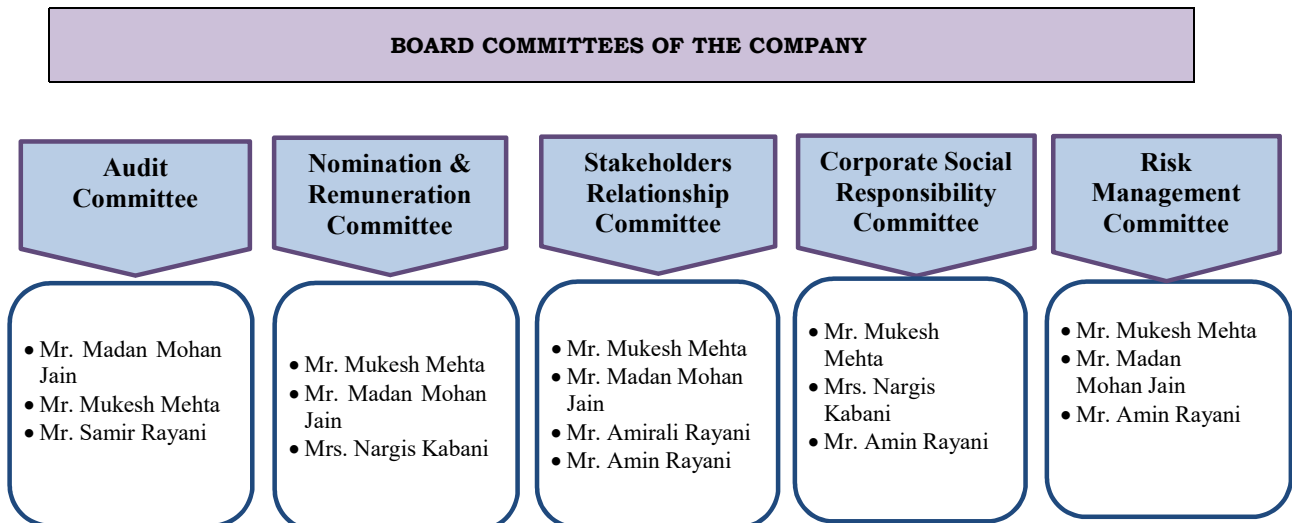 BOARD COMMITTEES OF THE COMPANY
Audit
Committee
Nomination &
Remuneration
Committee
Stakeholders
Relationship
Committee
Corporate Social
Responsibility
Committee
Risk
Management
Committee
• Mr. Madan Mohan
Jain
• Mr. Mukesh Mehta
• Mr. Samir Rayani
• Mr. Mukesh Mehta
• Mr. Madan Mohan
Jain
• Mrs. Nargis Kabani
• Mr. Mukesh Mehta
• Mr. Madan Mohan
Jain
• Mr. Amirali Rayani
• Mr. Amin Rayani
• Mr. Mukesh
Mehta
• Mrs. Nargis
Kabani
• Mr. Amin Rayani
• Mr. Mukesh Mehta
• Mr. Madan
Mohan Jain
• Mr. Amin Rayani